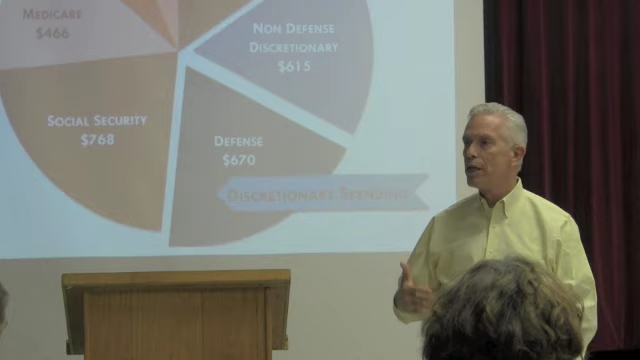 MEDICARE
$466
NON DEFENSE
DISCRETIONARY
$615
SOCIAL SECURITY
$768
DEFENSE
$670
DISCRETIONARY SPENDING